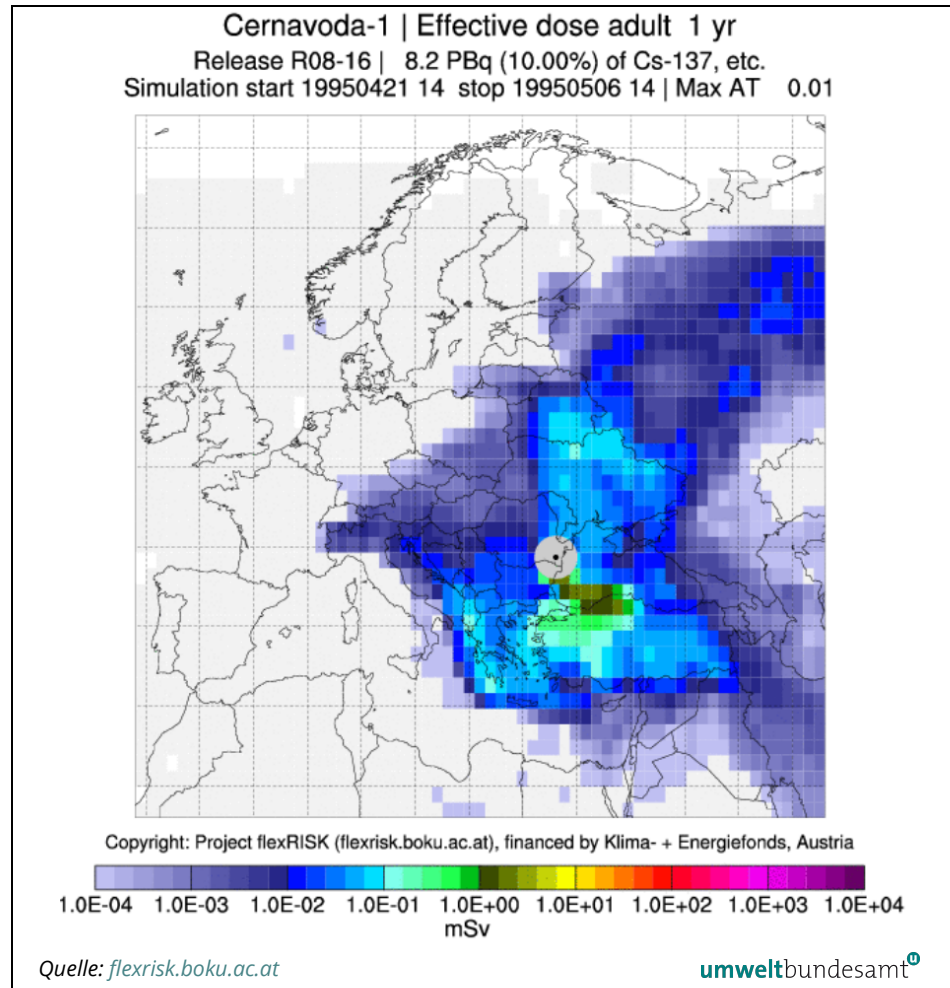 Cernavoda-1 | Effective dose adult 1 yr
Release R08-16 | 8.2 PBq (10.00%) of Cs-137, etc.
Simulation start 19950421 14 stop 19950506 14 | Max AT 0.01
Copyright: Project flexRISK (flexrisk.boku.ac.at), financed by Klima- + Energiefonds, Austria
1.0E-04 1.0E-03 1.0E-02 1.0E-01 1.0E+00 1.0E+01 1.0E+02 1.0E+03 1.0E+04
mSv
Quelle: flexrisk.boku.ac.at
umweltbundesamt u